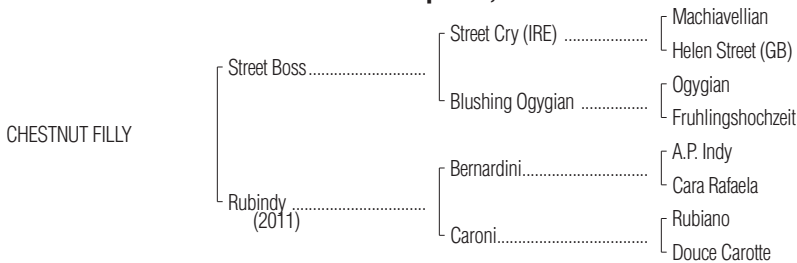 Machiavellian
Street Cry (IRE) ..................
Helen Street (GB)
Street Boss..............................
Ogygian
Blushing Ogygian ..............
Fruhlingshochzeit
CHESTNUT FILLY
A.P. Indy
Bernardini...........................
Cara Rafaela
Rubindy ..................................
(2011)
Rubiano
Caroni.................................
Douce Carotte